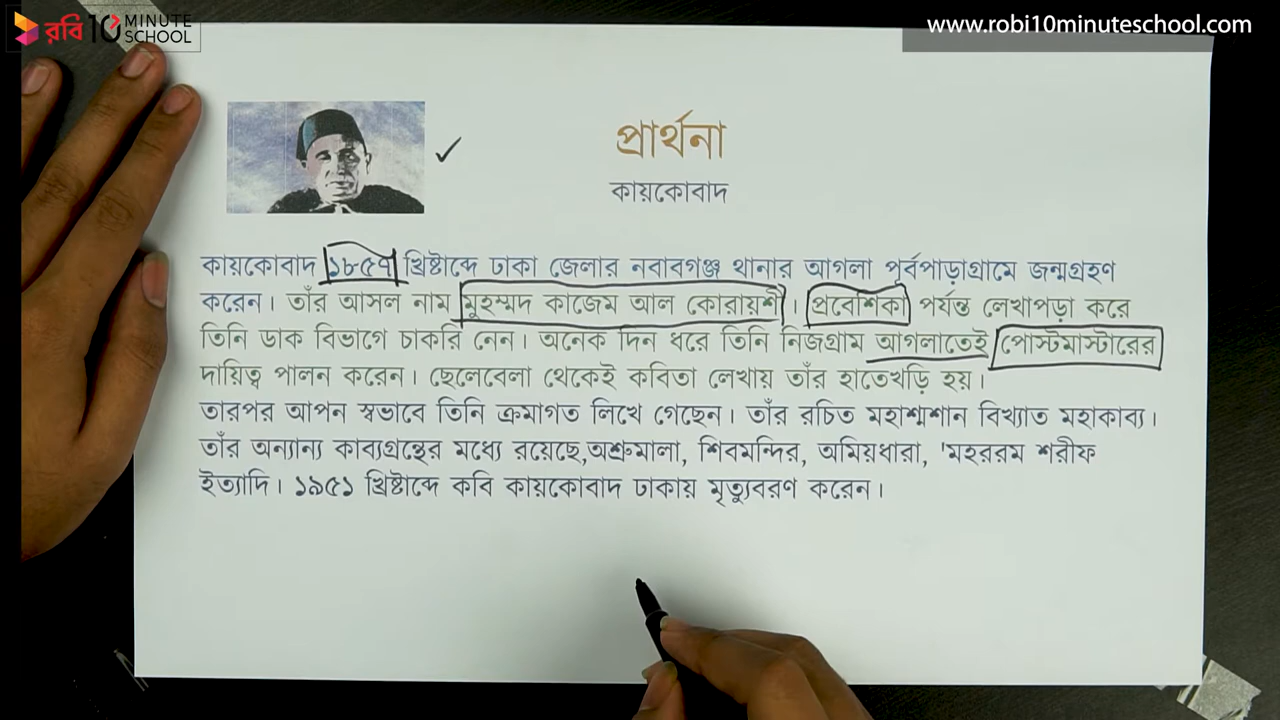 রবি 10 MINUTE SCHOOL
www.robi10minuteschool.com
প্রার্থনা
কায়কোবাদ
কায়কোবাদ ১৮৫৭ খ্রিষ্টাব্দে ঢাকা জেলার নবাবগঞ্জ থানার আগলা পূর্বপাড়াগ্রামে জন্মগ্রহণ
করেন। তাঁর আসল নাম মুহম্মদ কাজেম আল কোরায়শী । প্রবেশিকা পর্যন্ত লেখাপড়া করে
তিনি ডাক বিভাগে চাকরি নেন। অনেক দিন ধরে তিনি নিজগ্রাম আগলাতেই পোস্টমাস্টারের
দায়িত্ব পালন করেন। ছেলেবেলা থেকেই কবিতা লেখায় তাঁর হাতেখড়ি হয়।
তারপর আপন স্বভাবে তিনি ক্রমাগত লিখে গেছেন। তাঁর রচিত মহাশ্মশান বিখ্যাত মহাকাব্য।
তাঁর অন্যান্য কাব্যগ্রন্থের মধ্যে রয়েছে,অশ্রুমালা, শিবমন্দির, অমিয়ধারা, 'মহররম শরীফ
ইত্যাদি। ১৯৫১ খ্রিষ্টাব্দে কবি কায়কোবাদ ঢাকায় মৃত্যুবরণ করেন।